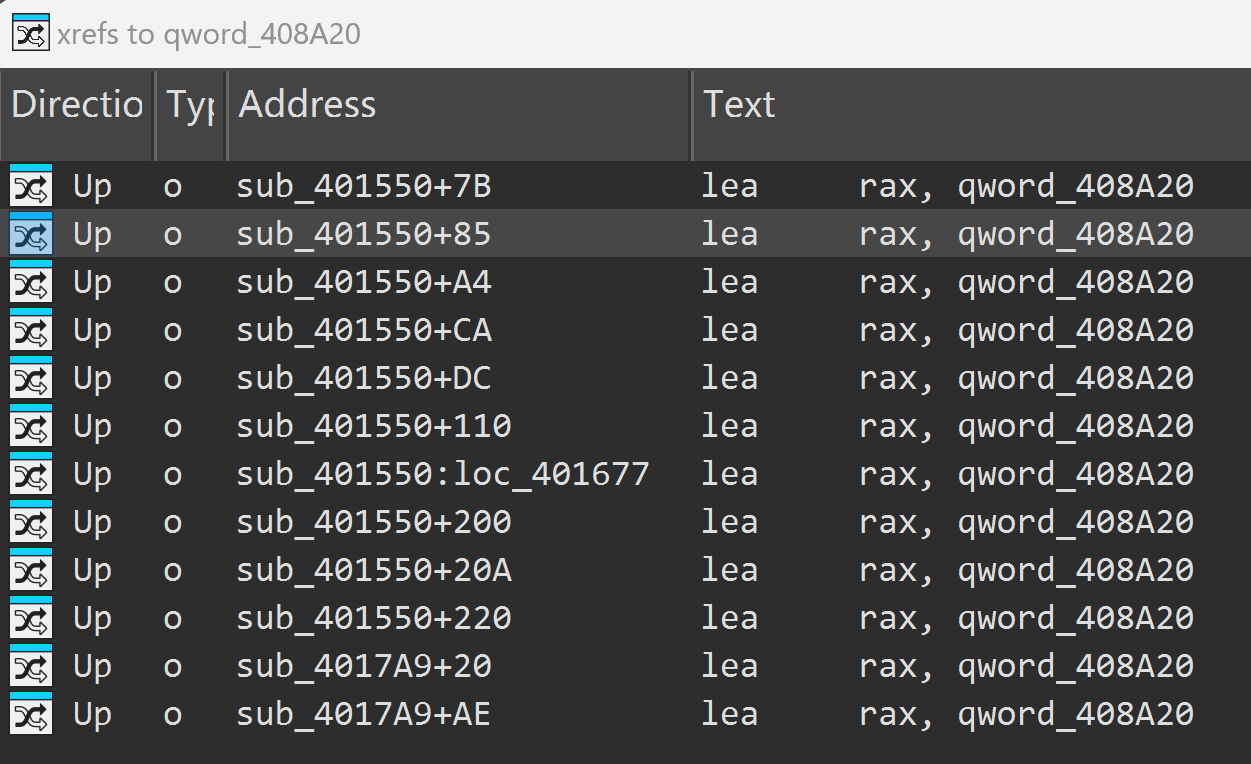 xrefs to qword_408A20
Directio Typ Address Text
Up o sub_401550+7B lea rax, qword_408A20
Up o sub_401550+85 lea rax, qword_408A20
Up o sub_401550+A4 lea rax, qword_408A20
Up o sub_401550+CA lea rax, qword_408A20
Up o sub_401550+DC lea rax, qword_408A20
Up o sub_401550+110 lea rax, qword_408A20
Up o sub_401550:loc_401677 lea rax, qword_408A20
Up o sub_401550+200 lea rax, qword_408A20
Up o sub_401550+20A lea rax, qword_408A20
Up o sub_401550+220 lea rax, qword_408A20
Up o sub_4017A9+20 lea rax, qword_408A20
Up o sub_4017A9+AE lea rax, qword_408A20